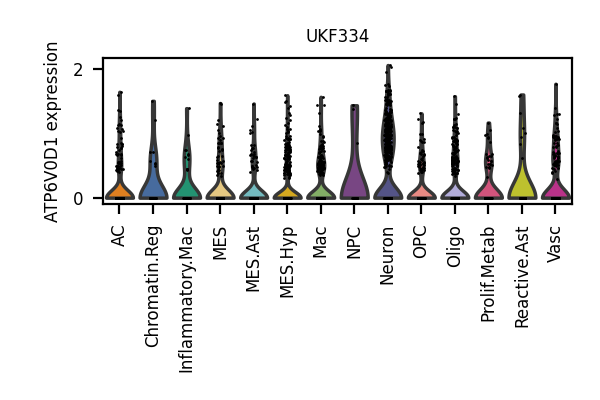 UKF334
ATP6V0D1 expression
2
0
AC
Chromatin.Reg
Inflammatory.Mac
MES
MES.Ast
MES.Hyp
Mac
NPC
Neuron
OPC
Oligo
Prolif.Metab
Reactive.Ast
Vasc